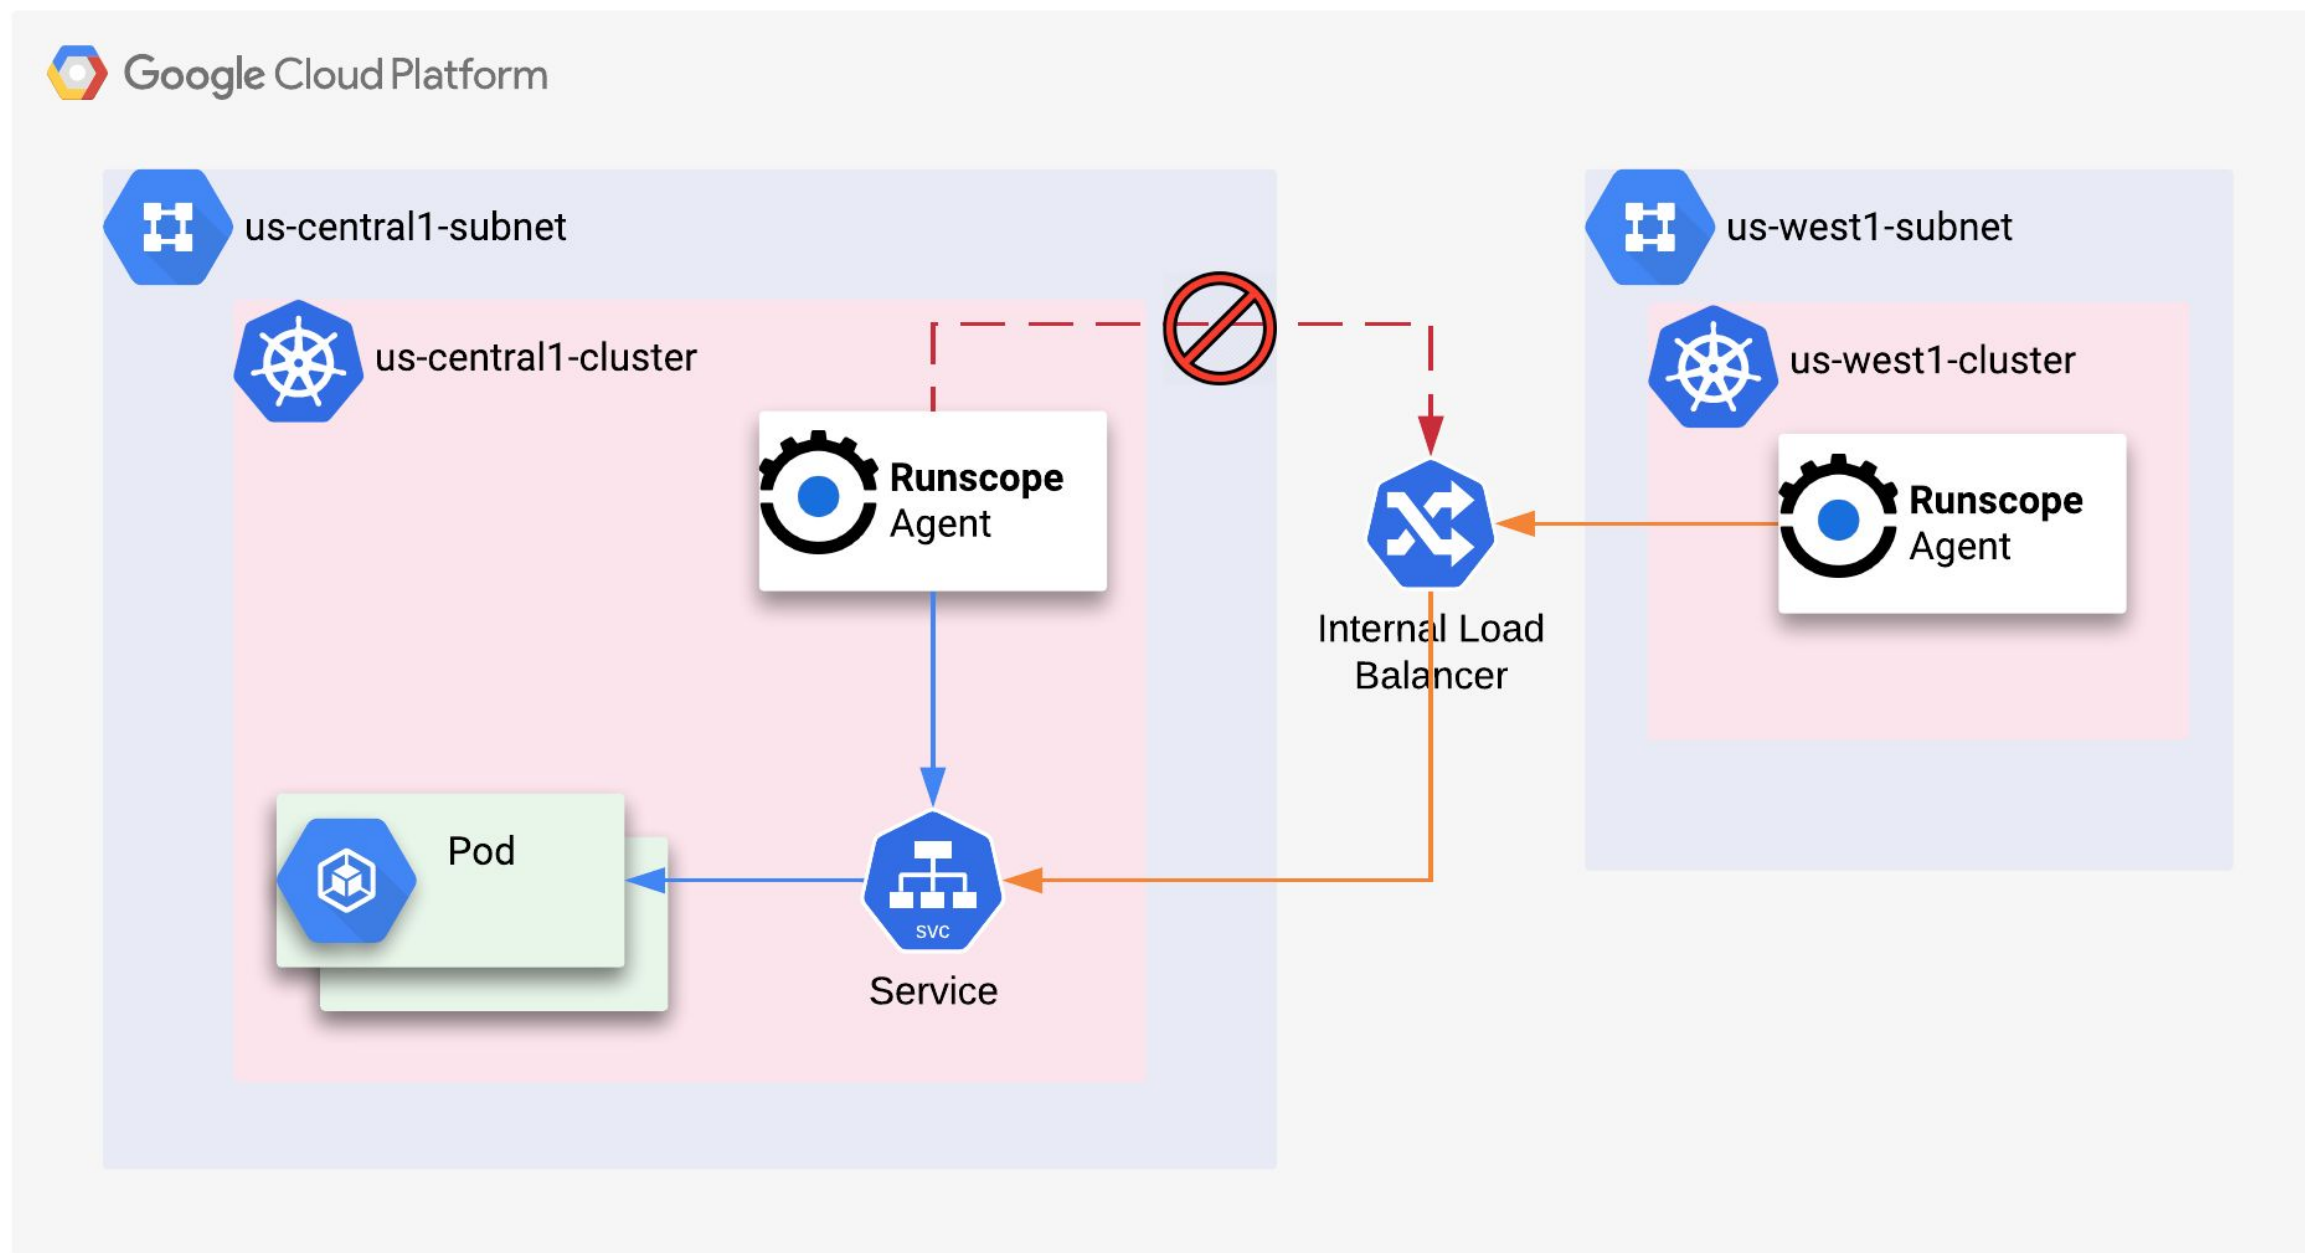 Google Cloud Platform
us-central1-subnet
us-west1-subnet
us-central1-cluster
us-west1-cluster
Runscope
Agent
Runscope
Agent
Internal Load
Balancer
Pod
svc
Service